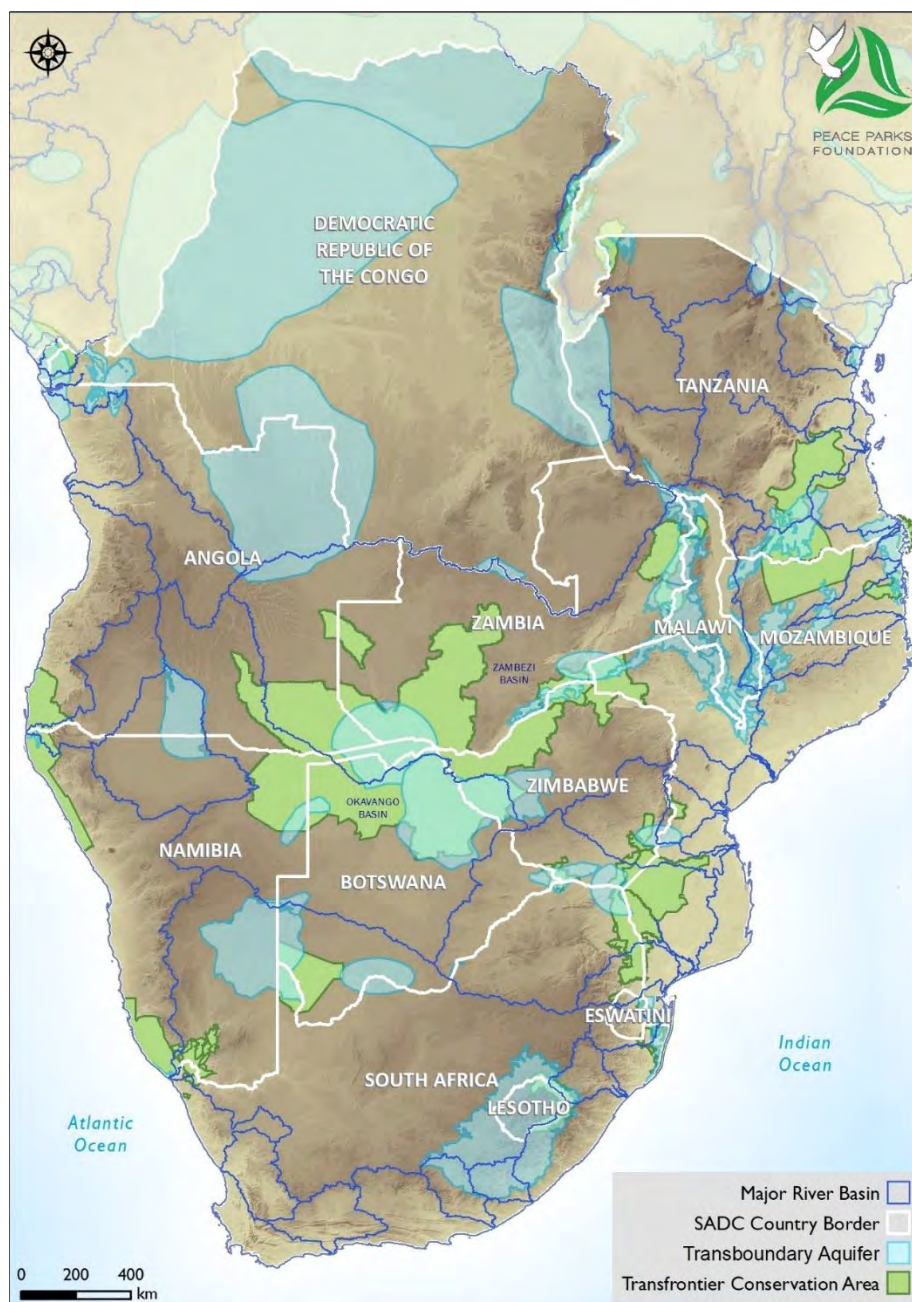 PEACE PARKS
FOUNDATION
DEMOCRATIC
REPUBLIC OF
THE CONGO
TANZANIA
ANGOLA
ZAMBIA
MALAWI
MOZAMBIQUE
ZAMBEZI
BASIN
ZIMBABWE
OKAVANGO
BASIN
NAMIBIA
BOTSWANA
ESWATINI
Indian
Ocean
SOUTH AFRICA
LESOTHO
Atlantic
Ocean
Major River Basin
SADC Country Border
Transboundary Aquifer
Transfrontier Conservation Area
0 200 400
km